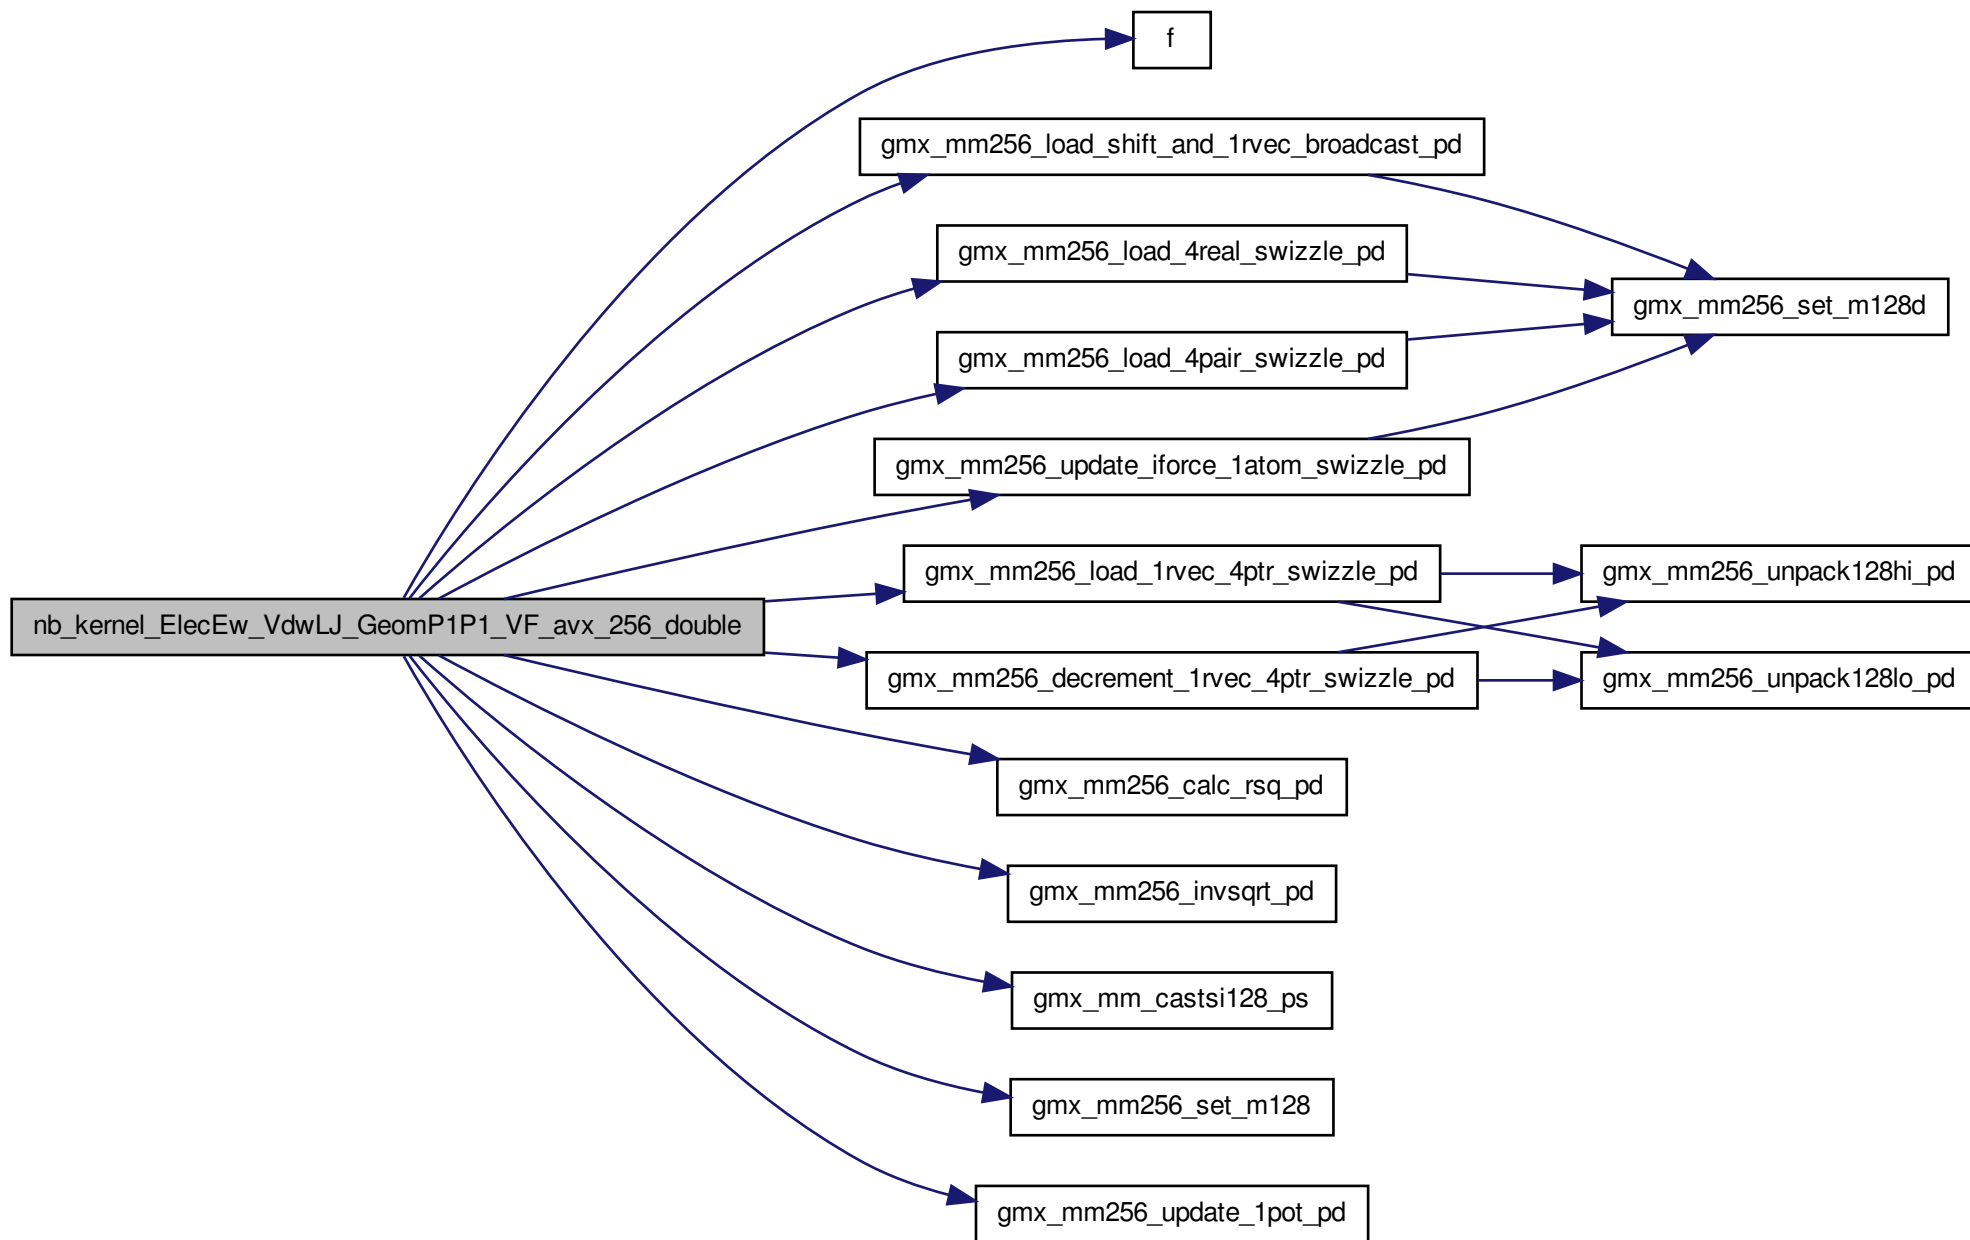 f
gmx_mm256_load_shift_and_1rvec_broadcast_pd
gmx_mm256_load_4real_swizzle_pd
gmx_mm256_set_m128d
gmx_mm256_load_4pair_swizzle_pd
gmx_mm256_update_iforce_1atom_swizzle_pd
gmx_mm256_load_1rvec_4ptr_swizzle_pd
gmx_mm256_unpack128hi_pd
nb_kernel_ElecEw_VdwLJ_GeomP1P1_VF_avx_256_double
gmx_mm256_decrement_1rvec_4ptr_swizzle_pd
gmx_mm256_unpack128lo_pd
gmx_mm256_calc_rsq_pd
gmx_mm256_invsqrt_pd
gmx_mm_castsi128_ps
gmx_mm256_set_m128
gmx_mm256_update_1pot_pd